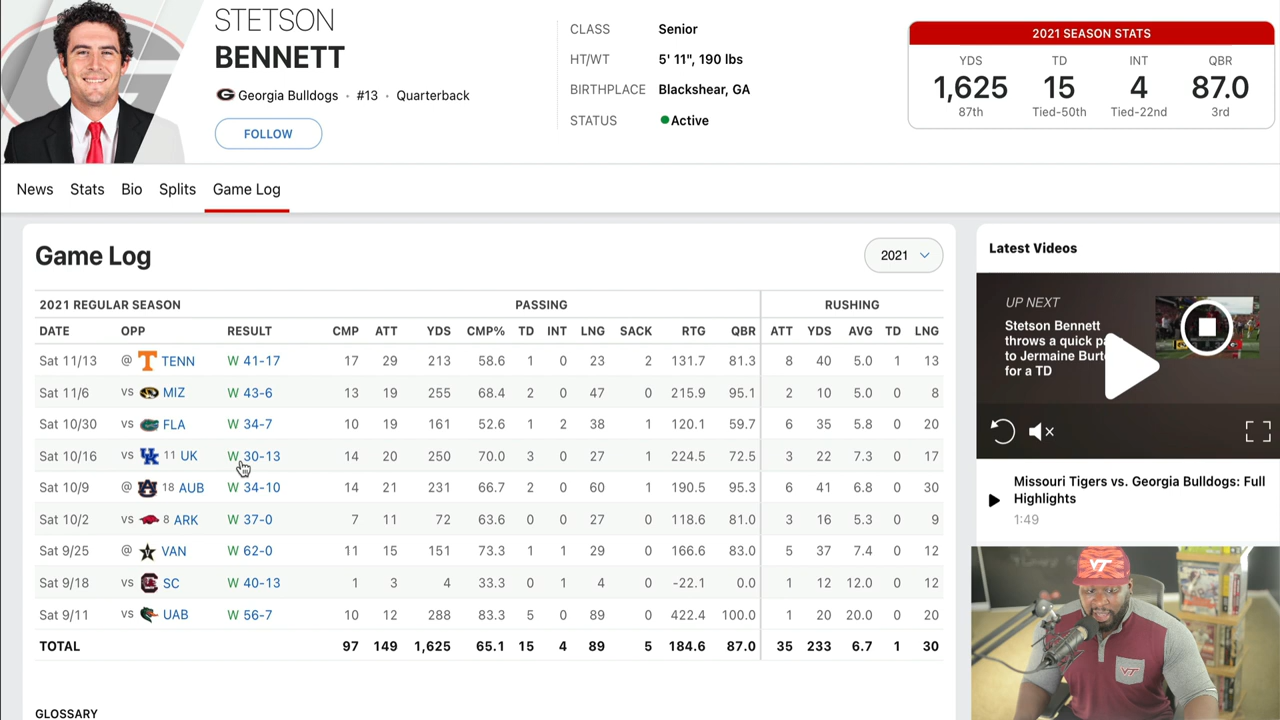 STETSON
BENNETT
Georgia Bulldogs · #13 · Quarterback
FOLLOW
CLASS Senior
HT/WT 5' 11", 190 lbs
BIRTHPLACE Blackshear, GA
STATUS Active
2021 SEASON STATS
YDS TD INT QBR
1,625 15 4 87.0
87th Tied-50th Tied-22nd 3rd
News Stats Bio Splits Game Log
Game Log
2021
2021 REGULAR SEASON PASSING RUSHING
DATE OPP RESULT CMP ATT YDS CMP% TD INT LNG SACK RTG QBR ATT YDS AVG TD LNG
Sat 11/13 @ TENN W 41-17 17 29 213 58.6 1 0 23 2 131.7 81.3 8 40 5.0 1 13
Sat 11/6 vs MIZ W 43-6 13 19 255 68.4 2 0 47 0 215.9 95.1 2 10 5.0 0 8
Sat 10/30 vs FLA W 34-7 10 19 161 52.6 1 2 38 1 120.1 59.7 6 35 5.8 0 20
Sat 10/16 vs 11 UK W 30-13 14 20 250 70.0 3 0 27 1 224.5 72.5 3 22 7.3 0 17
Sat 10/9 @ 18 AUB W 34-10 14 21 231 66.7 2 0 60 1 190.5 95.3 6 41 6.8 0 30
Sat 10/2 vs 8 ARK W 37-0 7 11 72 63.6 0 0 27 0 118.6 81.0 3 16 5.3 0 9
Sat 9/25 @ VAN W 62-0 11 15 151 73.3 1 1 29 0 166.6 83.0 5 37 7.4 0 12
Sat 9/18 vs SC W 40-13 1 3 4 33.3 0 1 4 0 -22.1 0.0 1 12 12.0 0 12
Sat 9/11 vs UAB W 56-7 10 12 288 83.3 5 0 89 0 422.4 100.0 1 20 20.0 0 20
TOTAL 97 149 1,625 65.1 15 4 89 5 184.6 87.0 35 233 6.7 1 30
GLOSSARY
Latest Videos
UP NEXT
Stetson Bennett
throws a quick pa
to Jermaine Burt
for a TD
Missouri Tigers vs. Georgia Bulldogs: Full
Highlights
1:49
VT
VT